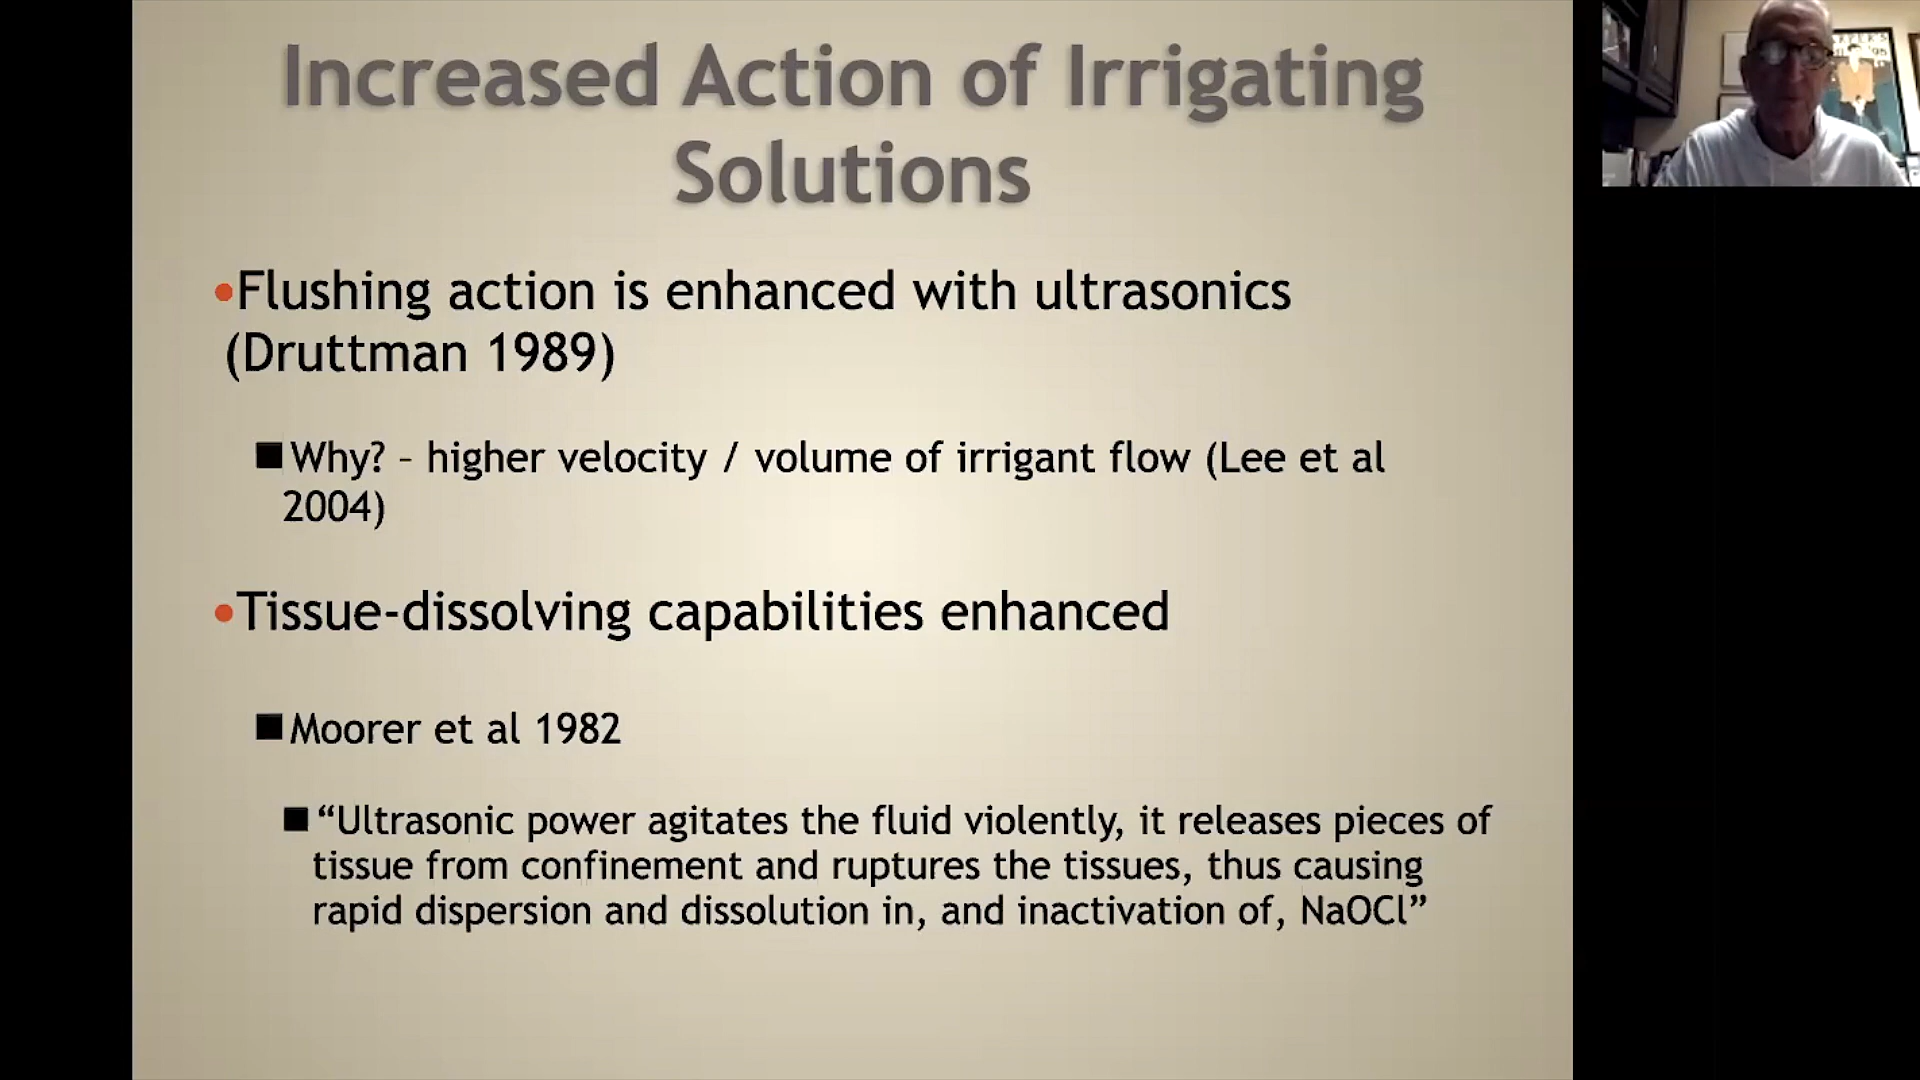 Increased Action of Irrigating
Solutions
•Flushing action is enhanced with ultrasonics
(Druttman 1989)
■Why? – higher velocity / volume of irrigant flow (Lee et al
2004)
•Tissue-dissolving capabilities enhanced
■Moorer et al 1982
■“Ultrasonic power agitates the fluid violently, it releases pieces of
tissue from confinement and ruptures the tissues, thus causing
rapid dispersion and dissolution in, and inactivation of, NaOCl”